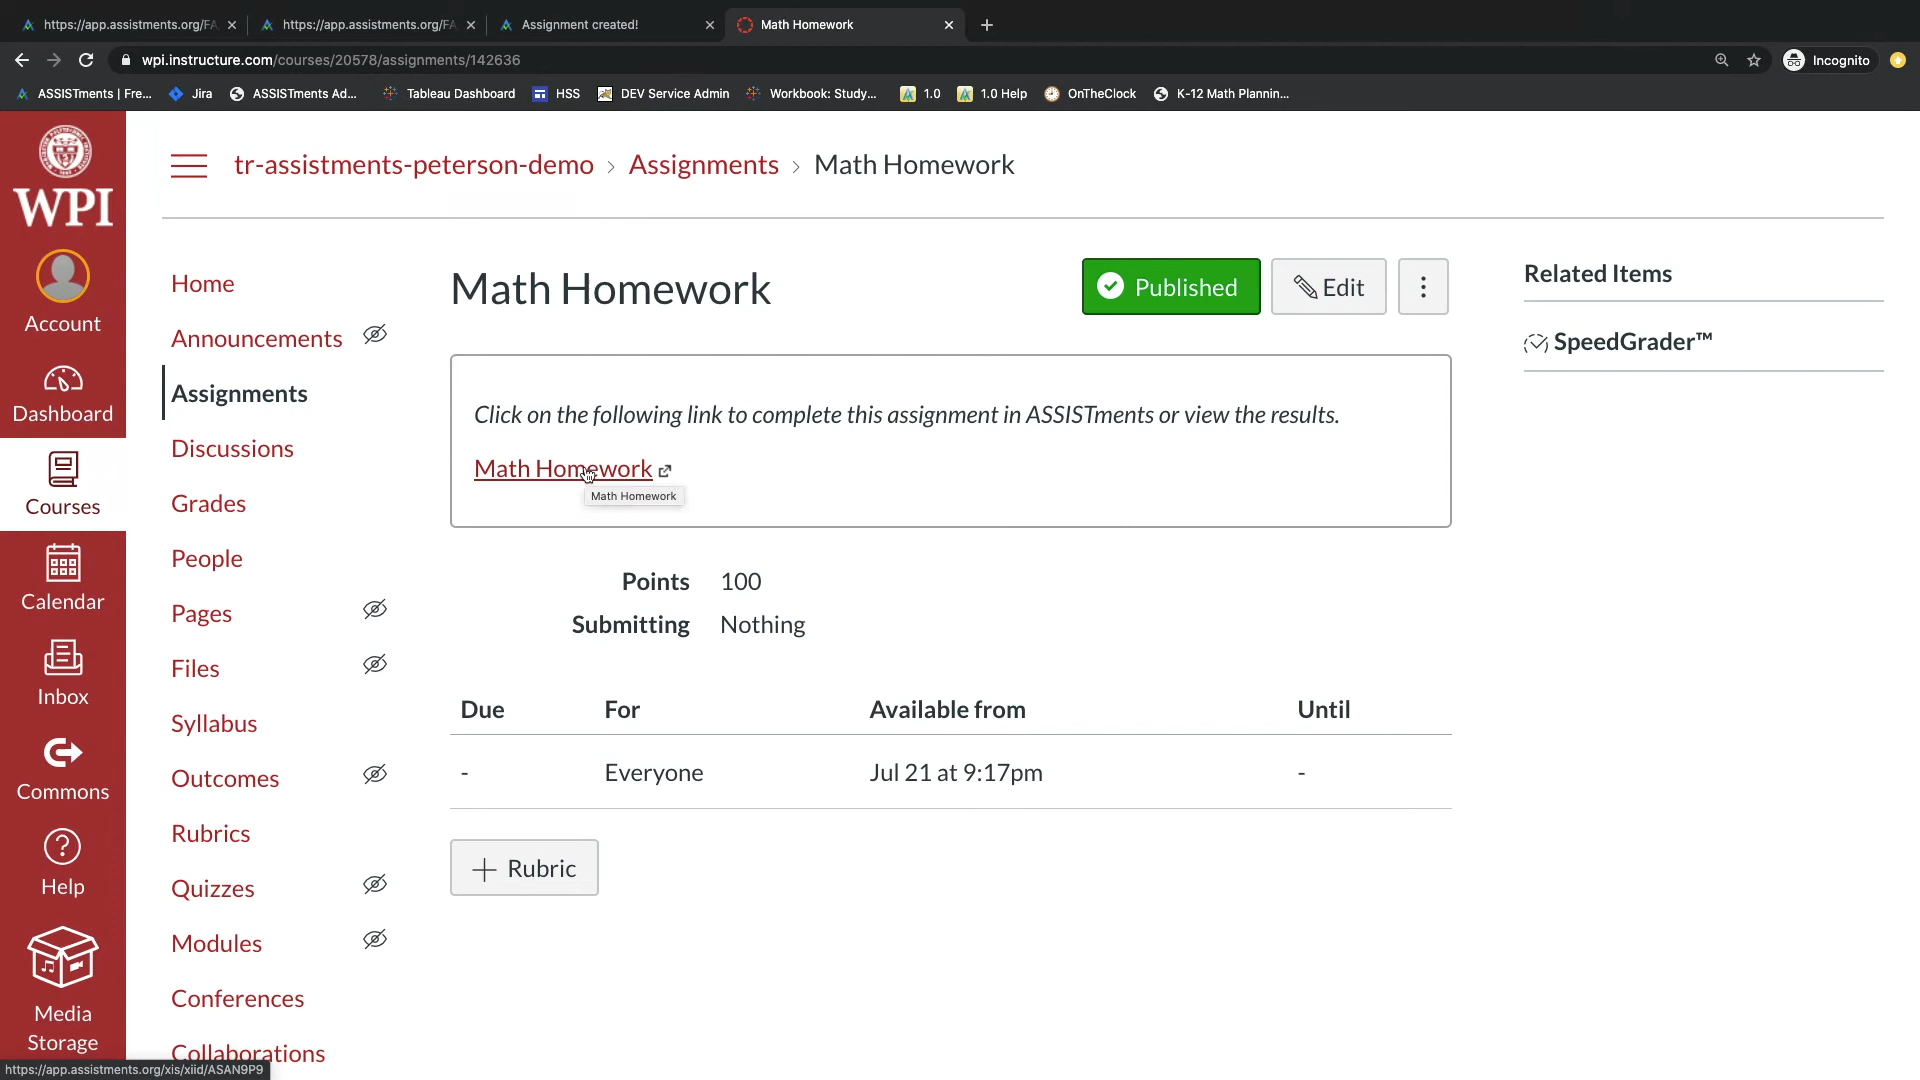 https://app.assistments.org/FA
https://app.assistments.org/FA
Assignment created!
Math Homework
wpi.instructure.com/courses/20578/assignments/142636
Incognito
ASSISTments | Fre...
Jira
ASSISTments Ad...
Tableau Dashboard
HSS
DEV Service Admin
Workbook: Study...
1.0
1.0 Help
OnTheClock
K-12 Math Plannin...
WPI
Account
Dashboard
Courses
Calendar
Inbox
Commons
Help
Media
Storage
tr-assistments-peterson-demo › Assignments › Math Homework
Home
Announcements
Assignments
Discussions
Grades
People
Pages
Files
Syllabus
Outcomes
Rubrics
Quizzes
Modules
Conferences
Collaborations
Math Homework
Published
Edit
Click on the following link to complete this assignment in ASSISTments or view the results.
Math Homework
Math Homework
Points 100
Submitting Nothing
Due For Available from Until
- Everyone Jul 21 at 9:17pm -
+ Rubric
Related Items
SpeedGrader™
https://app.assistments.org/xis/xiid/ASAN9P9